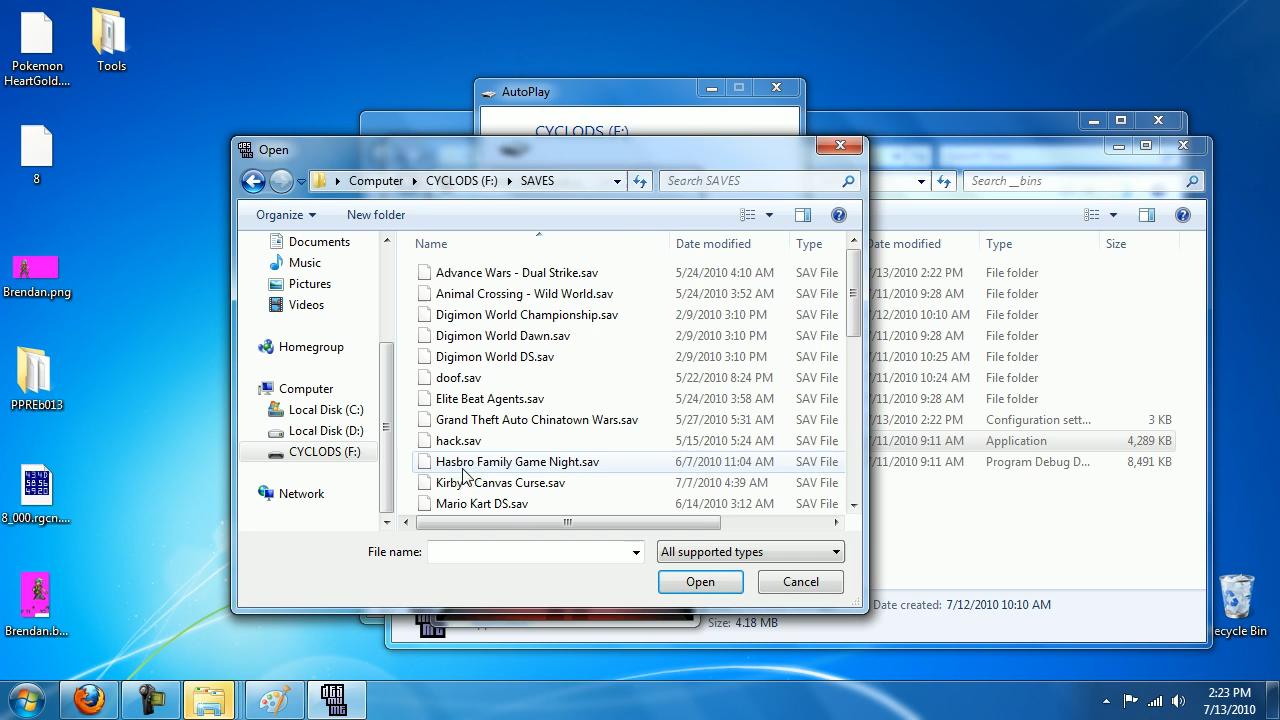 Pokemon
HeartGold....
Tools
8
Brendan.png
PPREb013
8_000.rgcn....
Brendan.b...
AutoPlay
CYCLODS (F:)
Open
Computer
CYCLODS (F:)
SAVES
Search SAVES
Search __bins
Organize
New folder
Documents
Music
Pictures
Videos
Homegroup
Computer
Local Disk (C:)
Local Disk (D:)
CYCLODS (F:)
Network
Name Date modified Type
Advance Wars - Dual Strike.sav 5/24/2010 4:10 AM SAV File
Animal Crossing - Wild World.sav 5/24/2010 3:52 AM SAV File
Digimon World Championship.sav 2/9/2010 3:10 PM SAV File
Digimon World Dawn.sav 2/9/2010 3:10 PM SAV File
Digimon World DS.sav 2/9/2010 3:10 PM SAV File
doof.sav 5/22/2010 8:24 PM SAV File
Elite Beat Agents.sav 5/24/2010 3:58 AM SAV File
Grand Theft Auto Chinatown Wars.sav 5/27/2010 5:31 AM SAV File
hack.sav 5/15/2010 5:24 AM SAV File
Hasbro Family Game Night.sav 6/7/2010 11:04 AM SAV File
Kirby Canvas Curse.sav 7/7/2010 4:39 AM SAV File
Mario Kart DS.sav 6/14/2010 3:12 AM SAV File
File name:
All supported types
Open
Cancel
Date modified Type Size
/13/2010 2:22 PM File folder
/11/2010 9:28 AM File folder
/12/2010 10:10 AM File folder
/11/2010 9:28 AM File folder
/11/2010 10:25 AM File folder
/11/2010 10:24 AM File folder
/11/2010 9:28 AM File folder
/13/2010 2:22 PM Configuration sett... 3 KB
/11/2010 9:11 AM Application 4,289 KB
/11/2010 9:11 AM Program Debug D... 8,491 KB
Date created: 7/12/2010 10:10 AM
Size: 4.18 MB
ecycle Bin
2:23 PM
7/13/2010